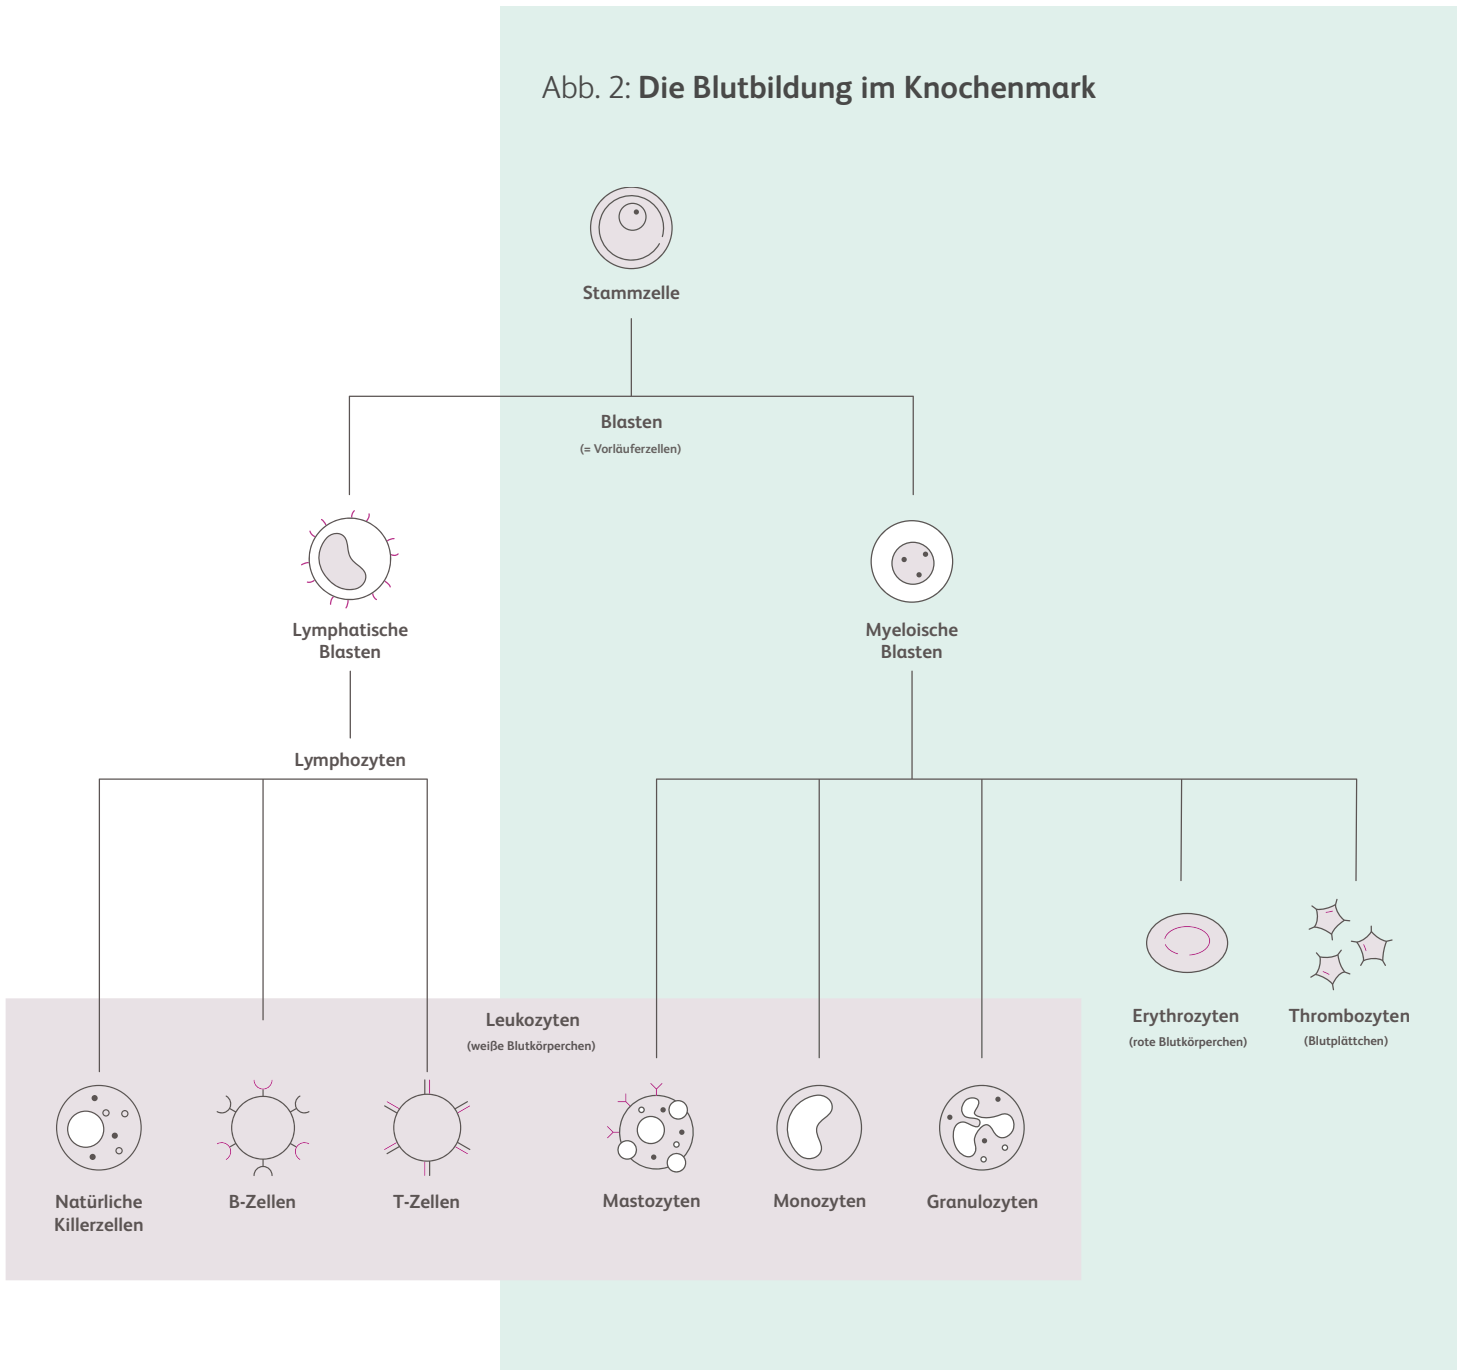 Abb. 2: Die Blutbildung im Knochenmark
Stammzelle
Blasten
(= Vorläuferzellen)
Lymphatische
Blasten
Myeloische
Blasten
Lymphozyten
Leukozyten
(weiße Blutkörperchen)
Erythrozyten
(rote Blutkörperchen)
Thrombozyten
(Blutplättchen)
Natürliche
Killerzellen
B-Zellen
T-Zellen
Mastozyten
Monozyten
Granulozyten